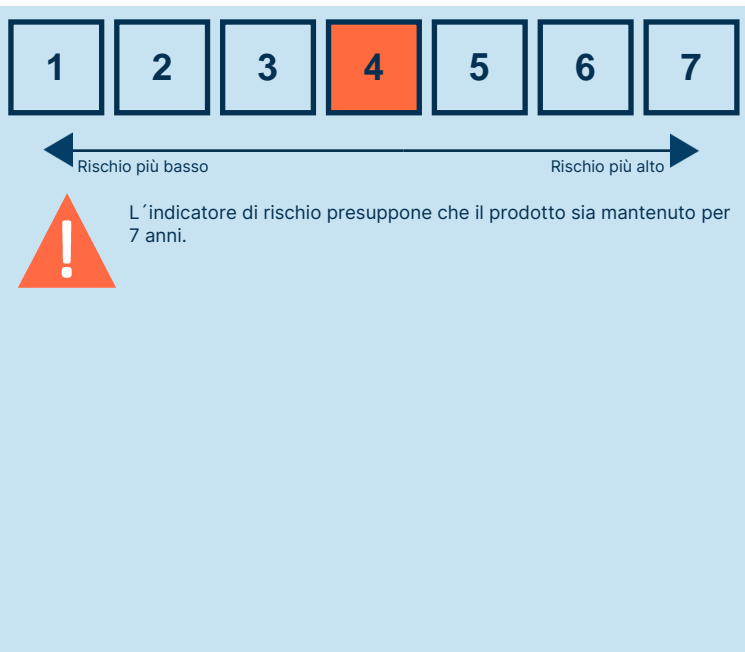 1 2 3 4 5 6 7
Rischio più basso Rischio più alto
L´indicatore di rischio presuppone che il prodotto sia mantenuto per
7 anni.